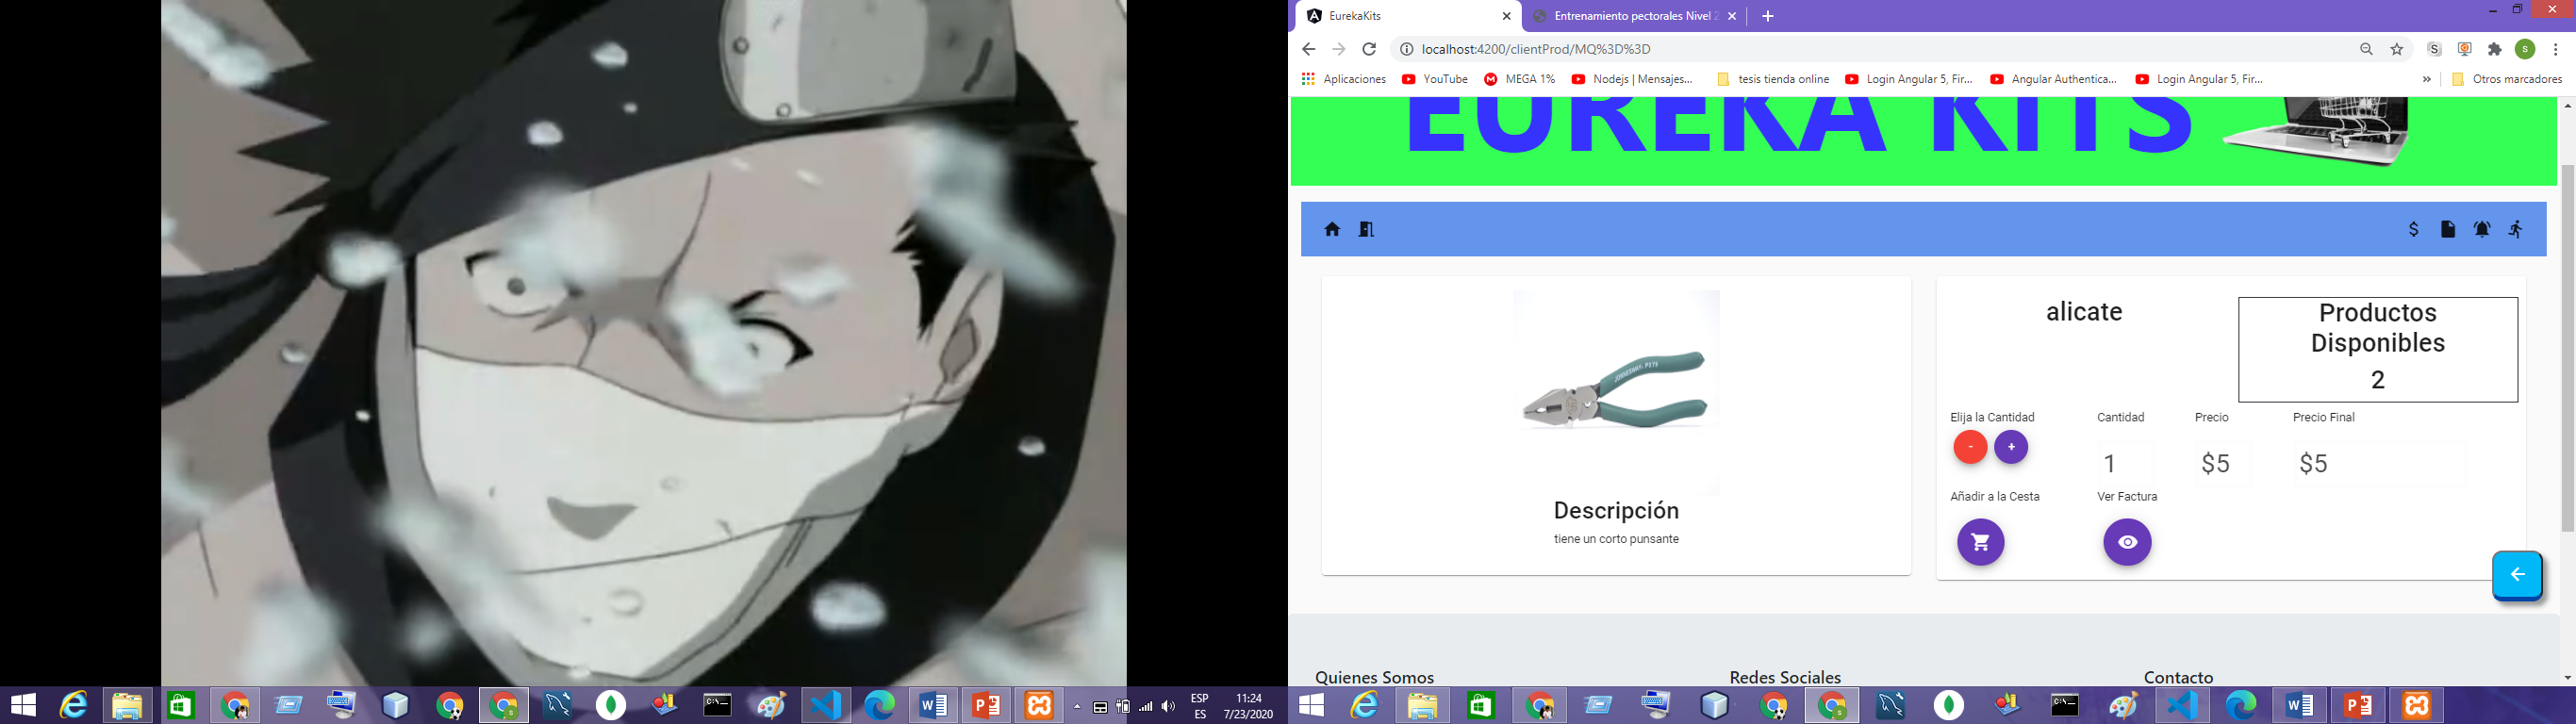 EurekaKits
Entrenamiento pectorales Nivel 2
localhost:4200/clientProd/MQ%3D%3D
S
s
Aplicaciones
YouTube
MEGA 1%
Nodejs | Mensajes...
tesis tienda online
Login Angular 5, Fir...
Angular Authentica...
Login Angular 5, Fir...
»
Otros marcadores
EUREKA KITS
alicate
Productos
Disponibles
2
Elija la Cantidad
Cantidad
Precio
Precio Final
-
+
1
$5
$5
Añadir a la Cesta
Ver Factura
Descripción
tiene un corto punsante
Quienes Somos
Redes Sociales
Contacto
ESP
ES
11:24
7/23/2020